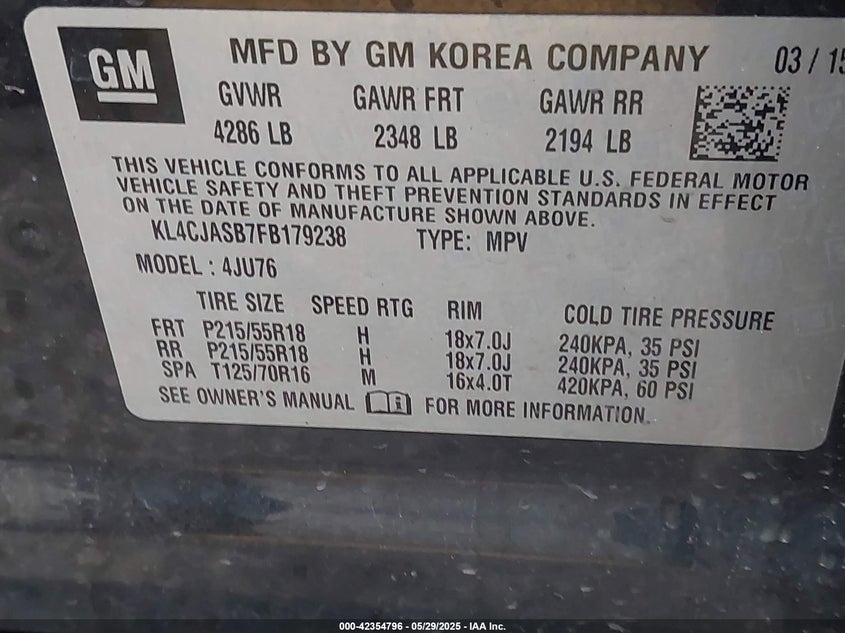 GM
MFD BY GM KOREA COMPANY 03 / 15
GVWR GAWR FRT GAWR RR
4286 LB 2348 LB 2194 LB
THIS VEHICLE CONFORMS TO ALL APPLICABLE U.S. FEDERAL MOTOR
VEHICLE SAFETY AND THEFT PREVENTION STANDARDS IN EFFECT
ON THE DATE OF MANUFACTURE SHOWN ABOVE.
KL4CJASB7FB179238 TYPE: MPV
MODEL : 4JU76
TIRE SIZE SPEED RTG RIM COLD TIRE PRESSURE
FRT P215/55R18 H 18x7.0J 240KPA, 35 PSI
RR P215/55R18 H 18x7.0J 240KPA, 35 PSI
SPA T125/70R16 M 16x4.0T 420KPA, 60 PSI
SEE OWNER'S MANUAL FOR MORE INFORMATION.
000-42354796 - 05/29/2025 - IAA Inc.